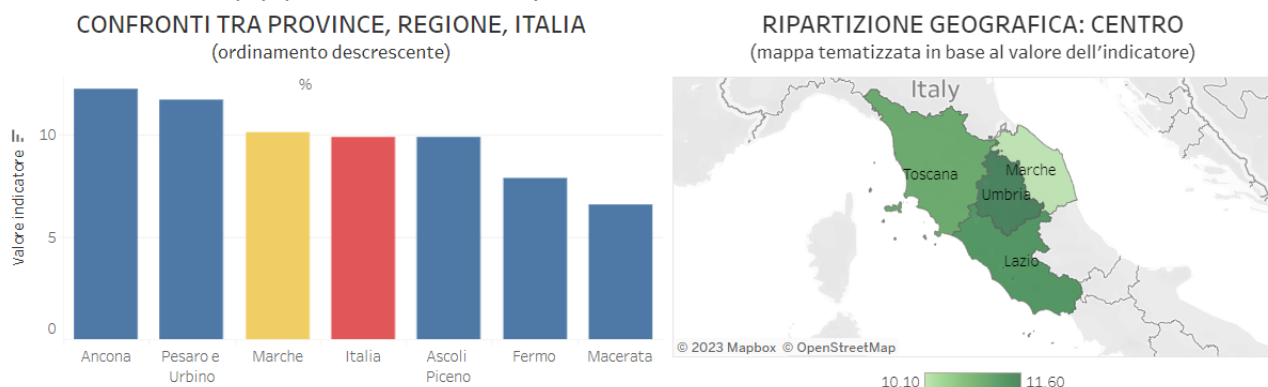 CONFRONTI TRA PROVINCE, REGIONE, ITALIA
(ordinamento descrescente)
%
Valore indicatore
10
5
0
Ancona
Pesaro e
Urbino
Marche
Italia
Ascoli
Piceno
Fermo
Macerata
RIPARTIZIONE GEOGRAFICA: CENTRO
(mappa tematizzata in base al valore dell'indicatore)
Italy
Toscana
Marche
Umbria
Lazio
© 2023 Mapbox © OpenStreetMap
10.10
11.60